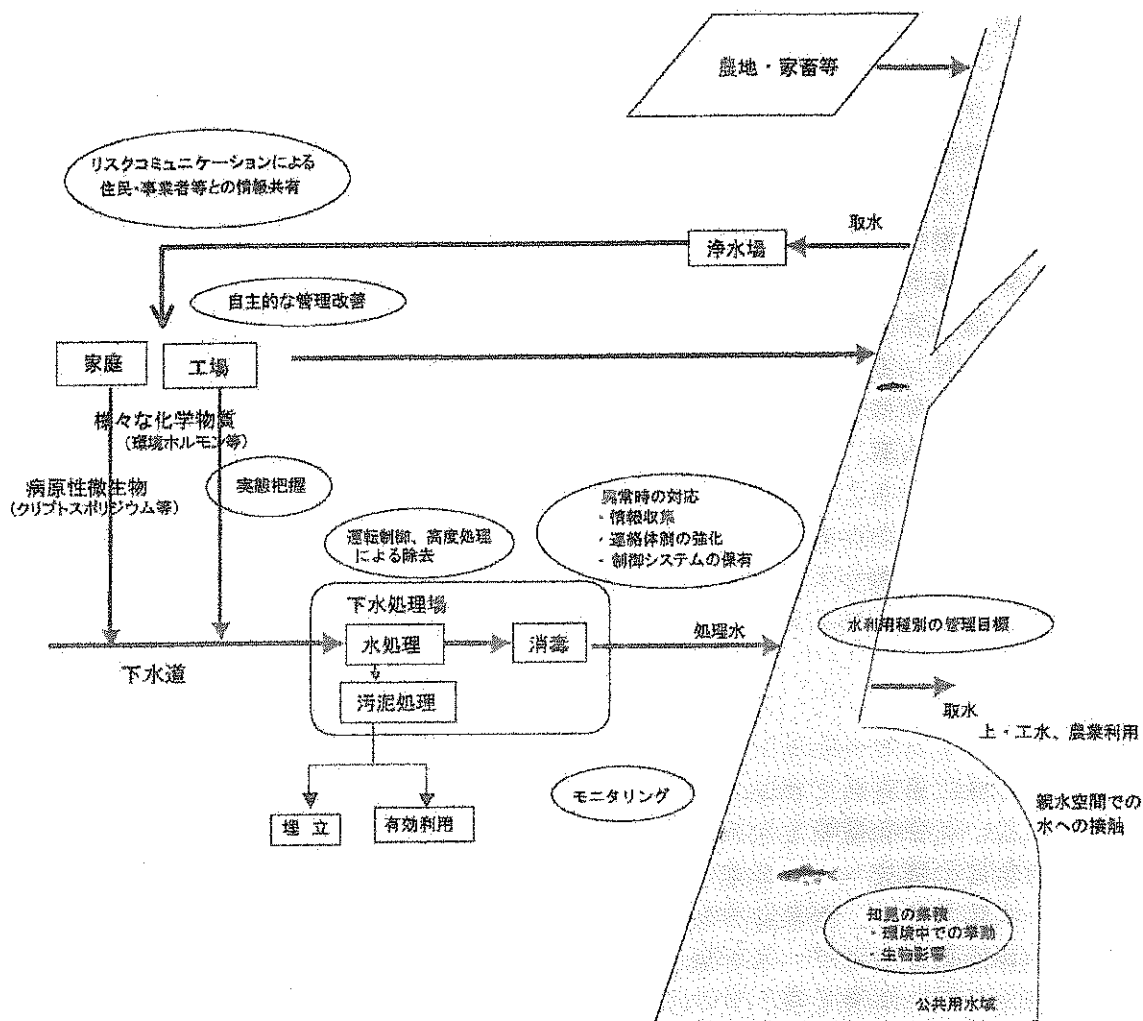 農地・家畜等
リスクコミュニケーションによる
住民・事業者等との情報共有
取水
浄水場
自主的な管理改善
家庭
工場
様々な化学物質
(環境ホルモン等)
病原性微生物
(クリプトスポリジウム等)
実態把握
異常時の対応
・情報収集
・連絡体制の強化
・制御システムの保有
運転制御、高度処理
による除去
下水処理場
水処理
消毒
処理水
水利用種別の管理目標
下水道
汚泥処理
取水
上・工水、農業利用
モニタリング
埋立
有効利用
親水空間での
水への接触
知見の集積
・環境中での挙動
・生物影響
公共用水域